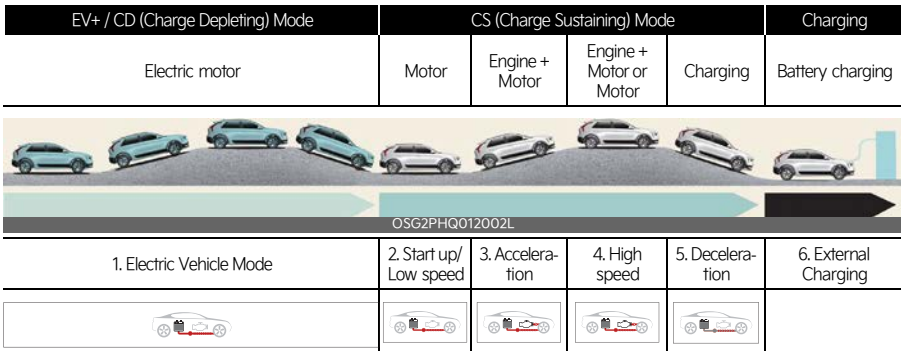 EV+ / CD (Charge Depleting) Mode
CS (Charge Sustaining) Mode
Charging
Electric motor
Motor
Engine +
Motor
Engine +
Motor or
Motor
Charging
Battery charging
OSG2PHQ012002L
1. Electric Vehicle Mode
2. Start up/
Low speed
3. Accelera-
tion
4. High
speed
5. Decelera-
tion
6. External
Charging